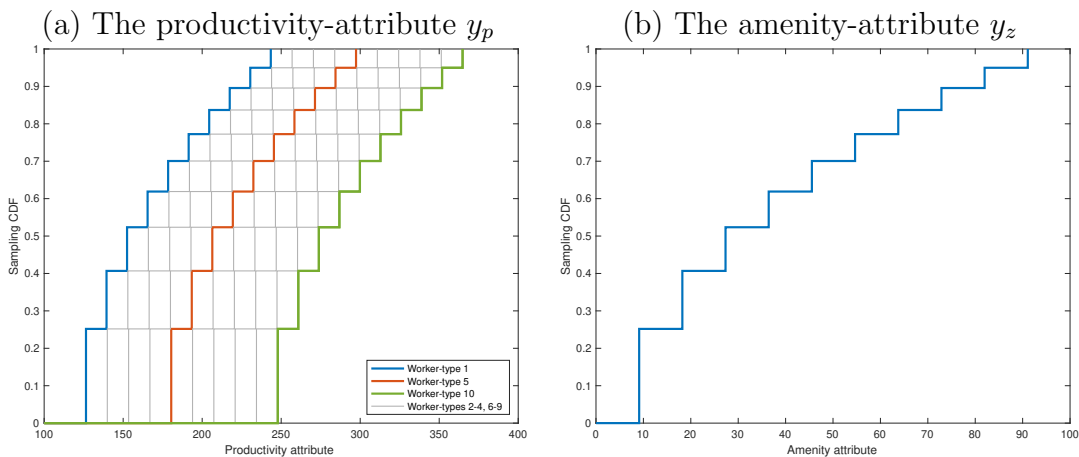 (a) The productivity-attribute y_p
(b) The amenity-attribute y_z
Sampling CDF
1
0.9
0.8
0.7
0.6
0.5
0.4
0.3
0.2
0.1
0
100 150 200 250 300 350 400
Productivity attribute
Worker-type 1
Worker-type 5
Worker-type 10
Worker-types 2-4, 6-9
Sampling CDF
1
0.9
0.8
0.7
0.6
0.5
0.4
0.3
0.2
0.1
0
0 10 20 30 40 50 60 70 80 90 100
Amenity attribute